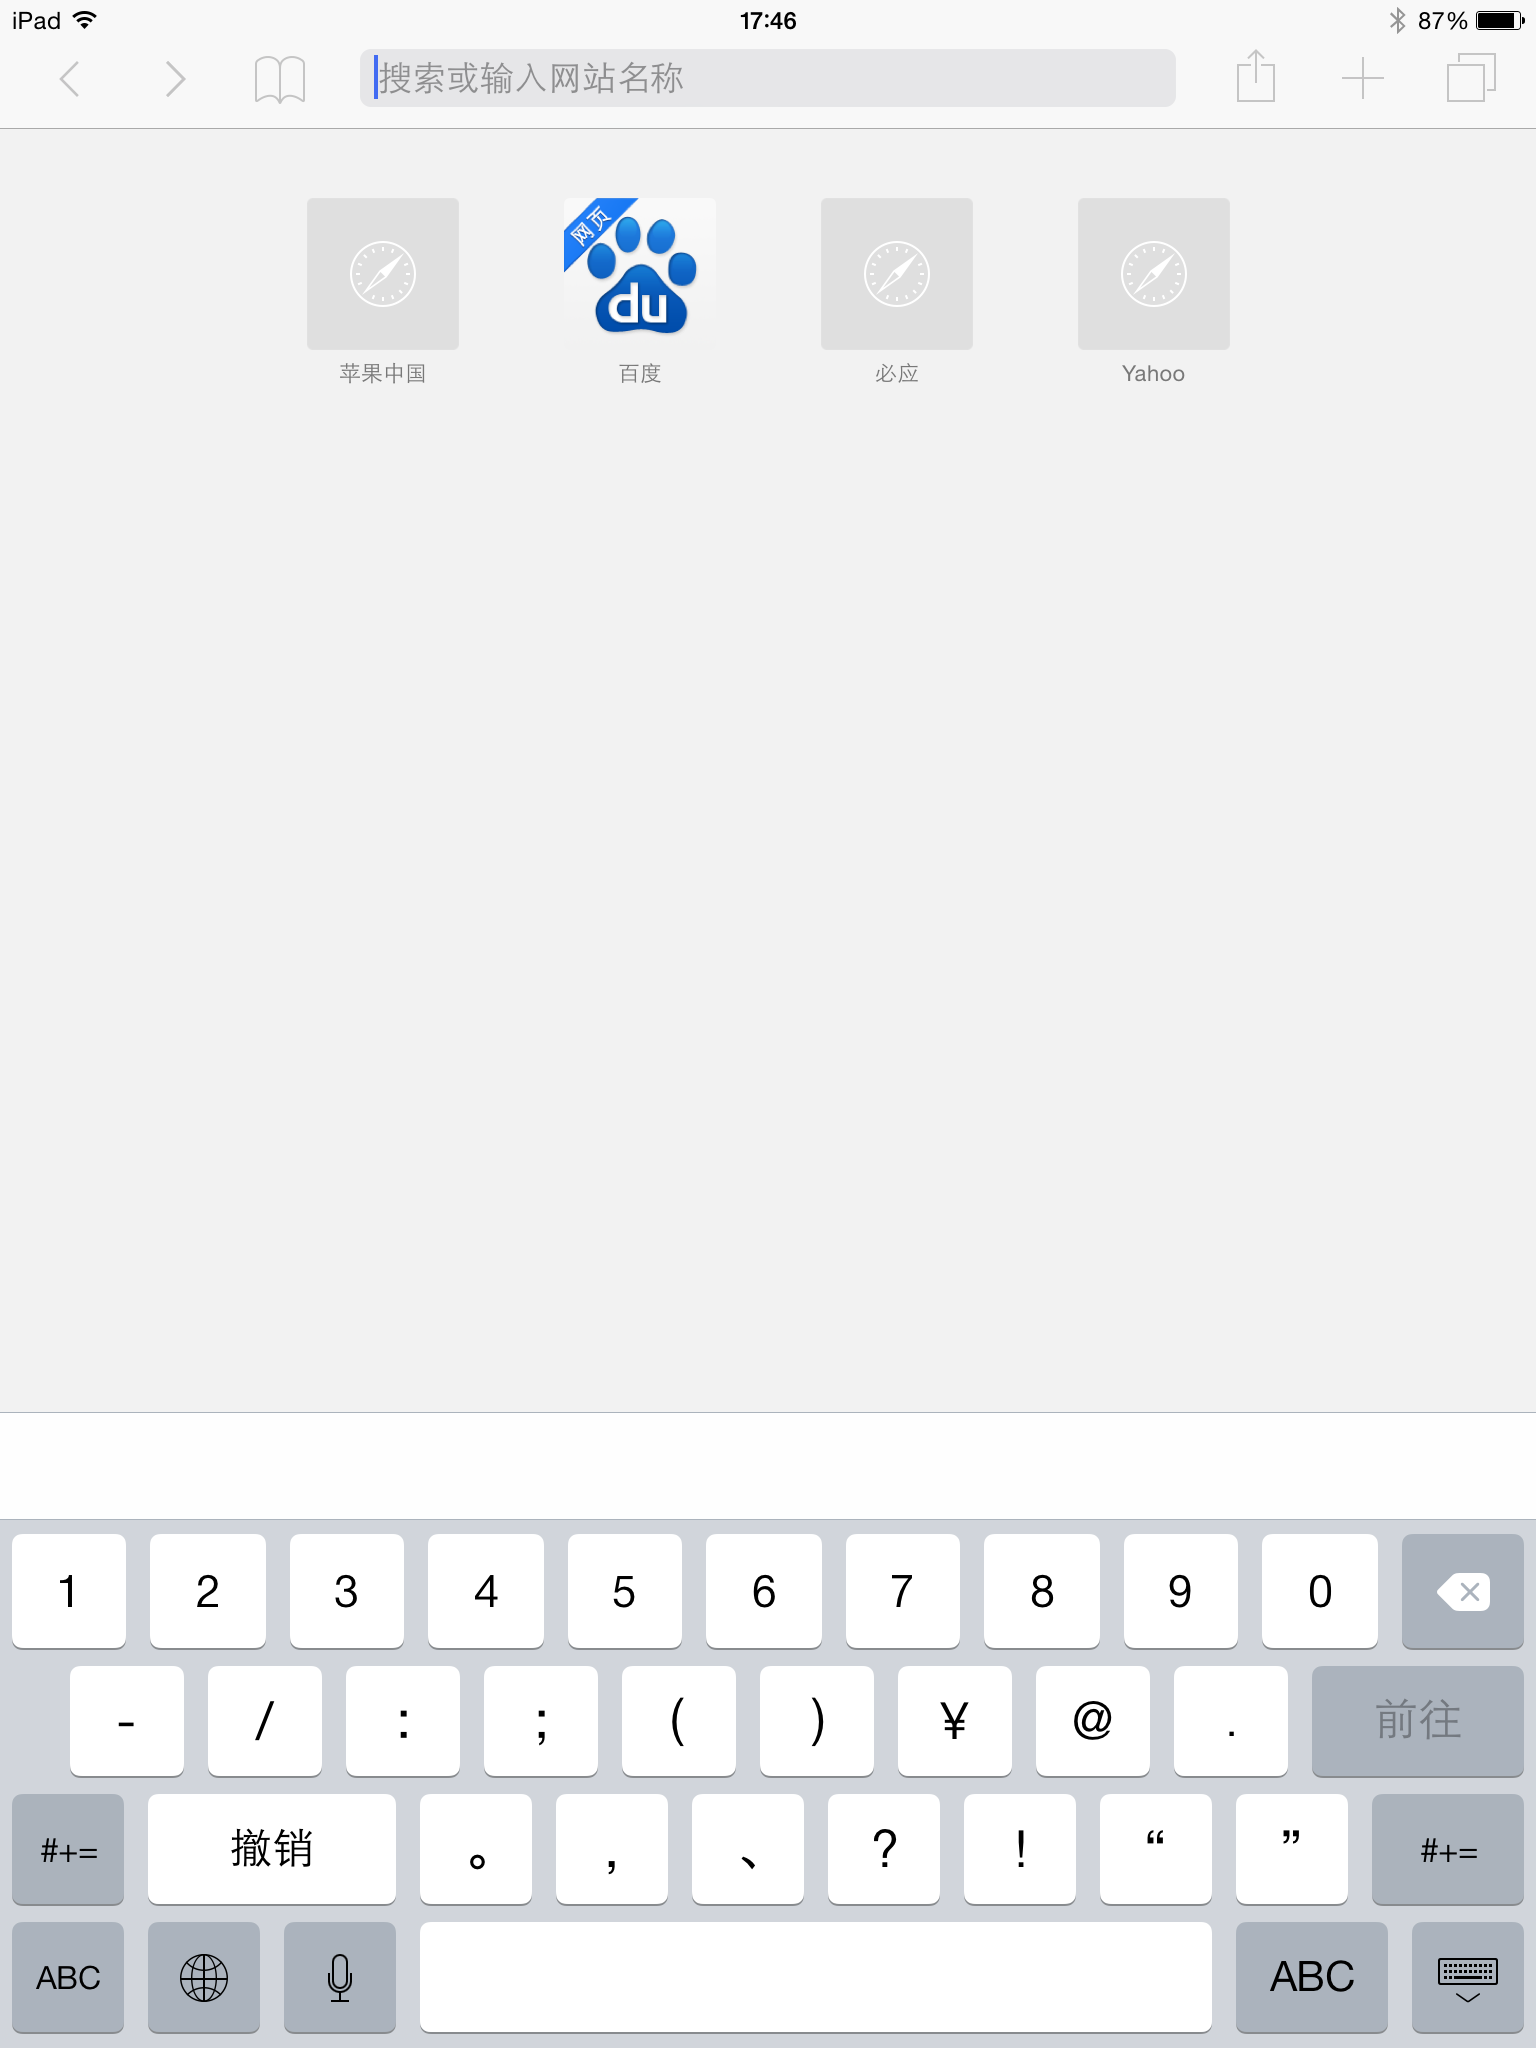 iPad 17:46 87%
搜索或输入网站名称
网页
du
苹果中国 百度 必应 Yahoo
1 2 3 4 5 6 7 8 9 0
- / : ; ( ) ¥ @ . 前往
#+= 撤销 。 , 、 ? ! “ ” #+=
ABC ABC